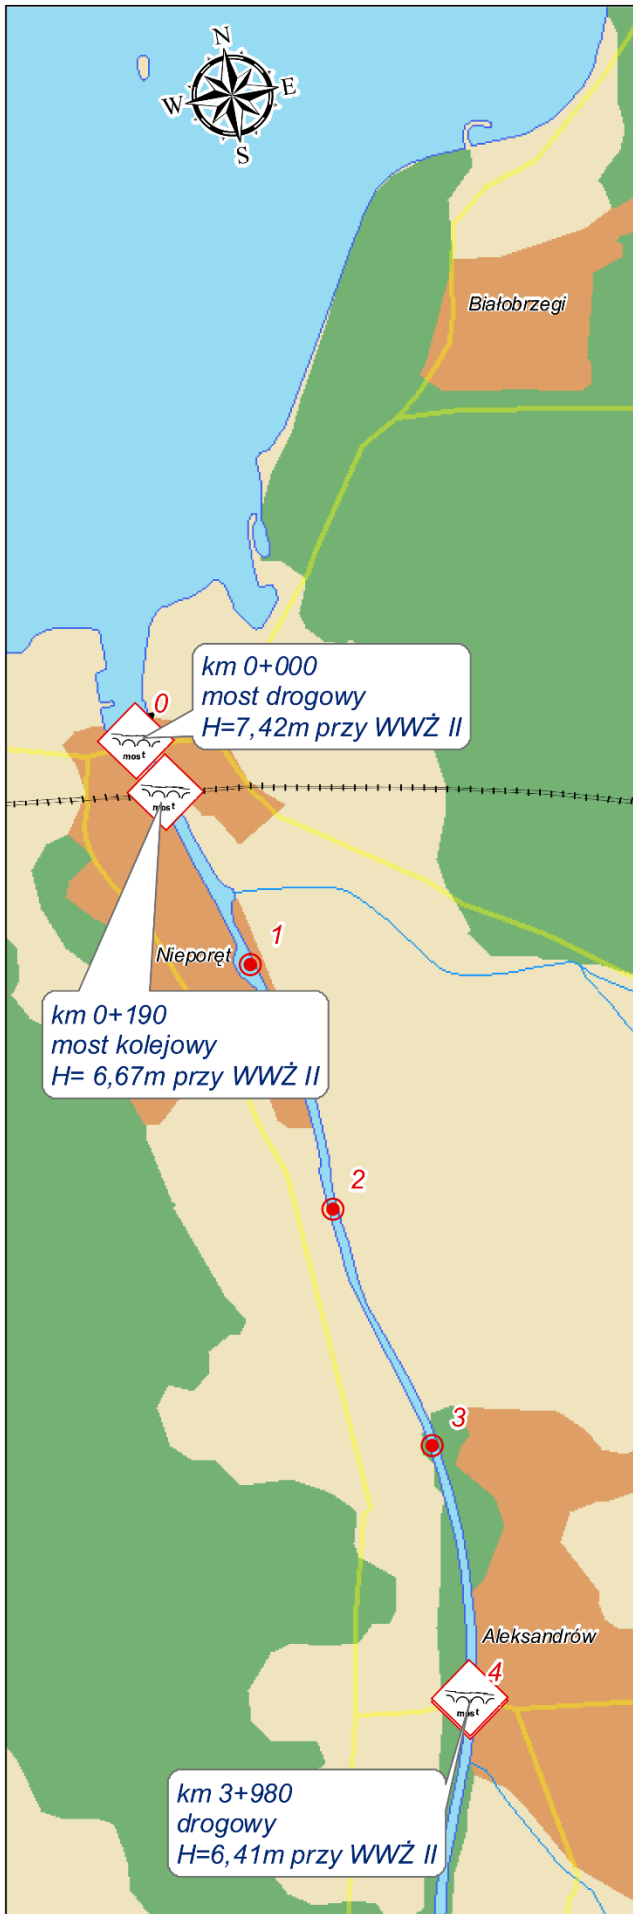 N
W
E
S
Białobrzegi
km 0+000
most drogowy
H=7,42m przy WWŻ II
0
most
most
1
Nieporęt
km 0+190
most kolejowy
H= 6,67m przy WWŻ II
2
3
Aleksandrów
4
most
km 3+980
drogowy
H=6,41m przy WWŻ II